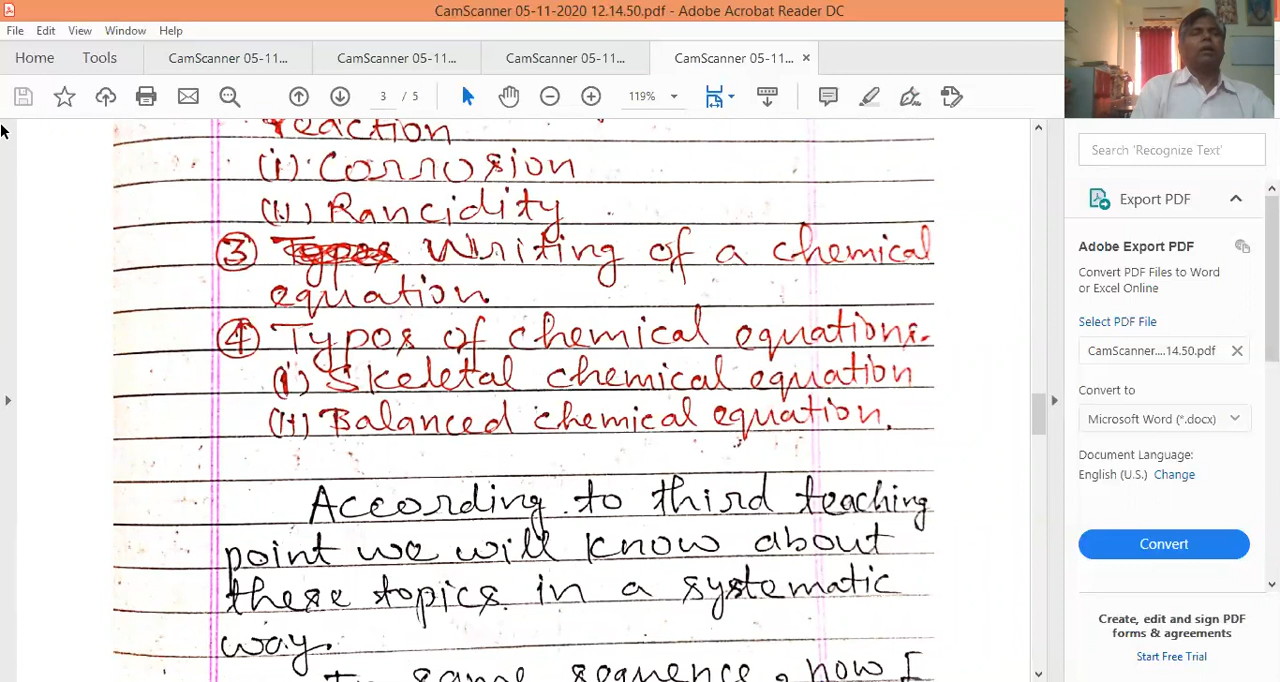 CamScanner 05-11-2020 12.14.50.pdf - Adobe Acrobat Reader DC
File Edit View Window Help
Home Tools CamScanner 05-11... CamScanner 05-11... CamScanner 05-11... CamScanner 05-11... ×
3 / 5 119%
Search 'Recognize Text'
Export PDF
Adobe Export PDF
Convert PDF Files to Word
or Excel Online
Select PDF File
CamScanner....14.50.pdf
Convert to
Microsoft Word (*.docx)
Document Language:
English (U.S.) Change
Convert
Create, edit and sign PDF
forms & agreements
Start Free Trial
reaction
(i) Corrosion
(ii) Rancidity
③ Writing of a chemical
equation.
④ Types of chemical equations.
(i) Skeletal chemical equation
(ii) Balanced chemical equation.
According to third teaching
point we will know about
these topics in a systematic
way.
same sequence, now I